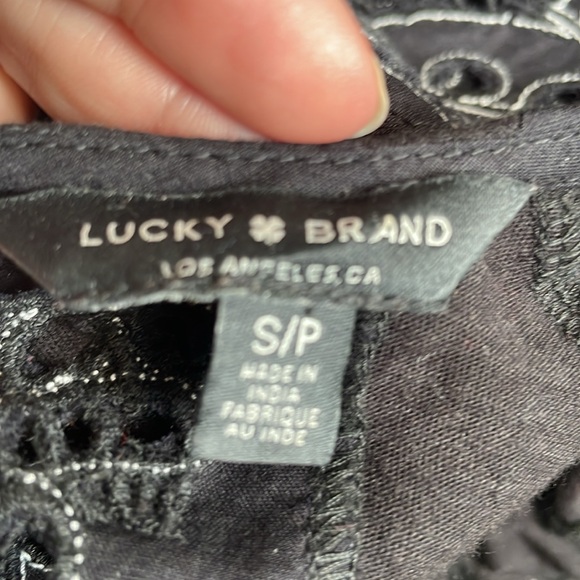 LUCKY BRAND
LOS ANGELES, CA
S/P
MADE IN
INDIA
FABRIQUE
AU INDE